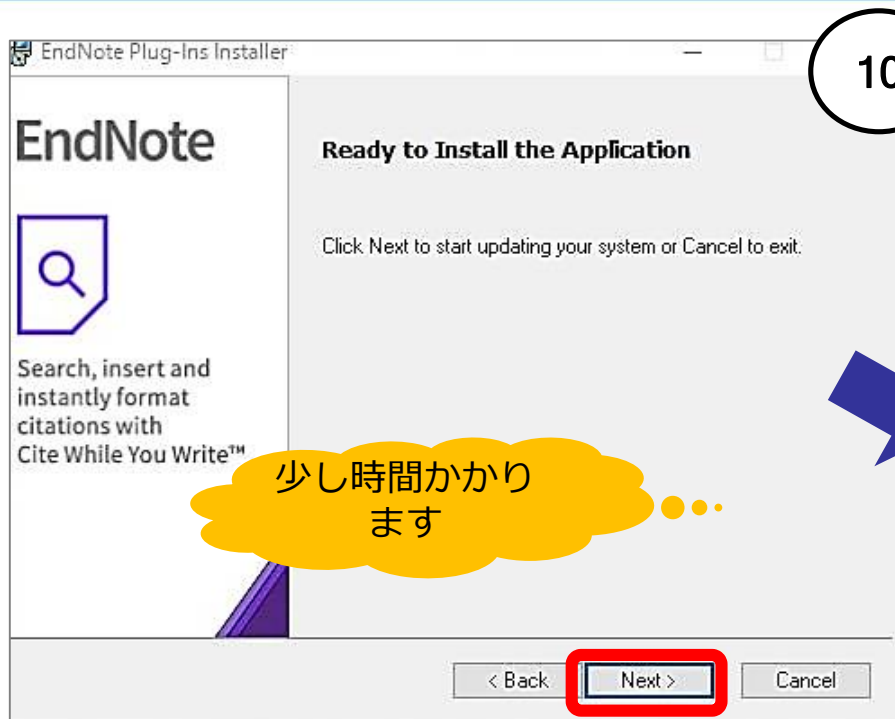 EndNote Plug-Ins Installer
10
EndNote
Ready to Install the Application
Click Next to start updating your system or Cancel to exit.
Search, insert and
instantly format
citations with
Cite While You Write™
少し時間かかり
ます
< Back
Next >
Cancel